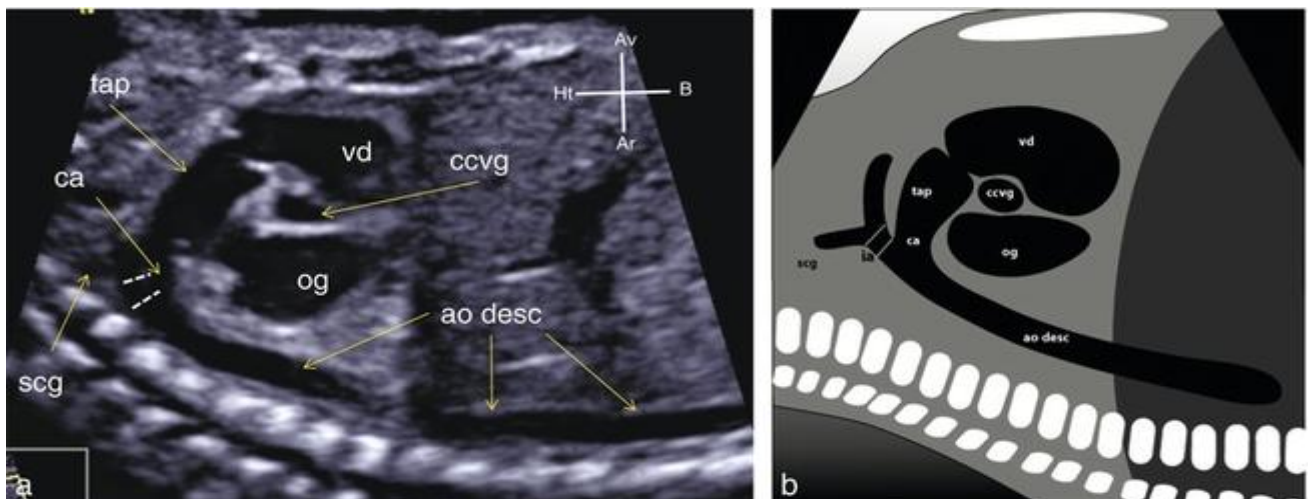 tap
Av
Ht
B
Ar
vd
ccvg
ca
og
ao desc
scg
a
vd
tap
ccvg
ca
og
scg
ia
ao desc
b